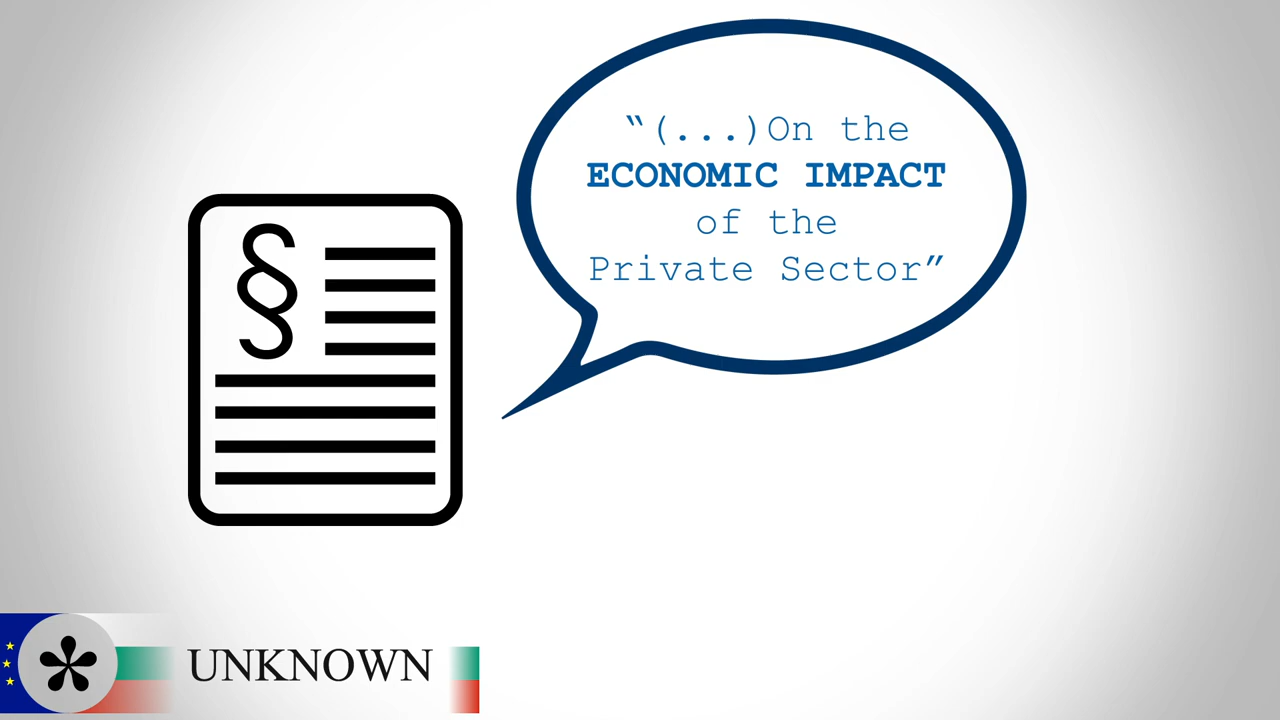 “(...)On the
ECONOMIC IMPACT
of the
Private Sector”
§
UNKNOWN